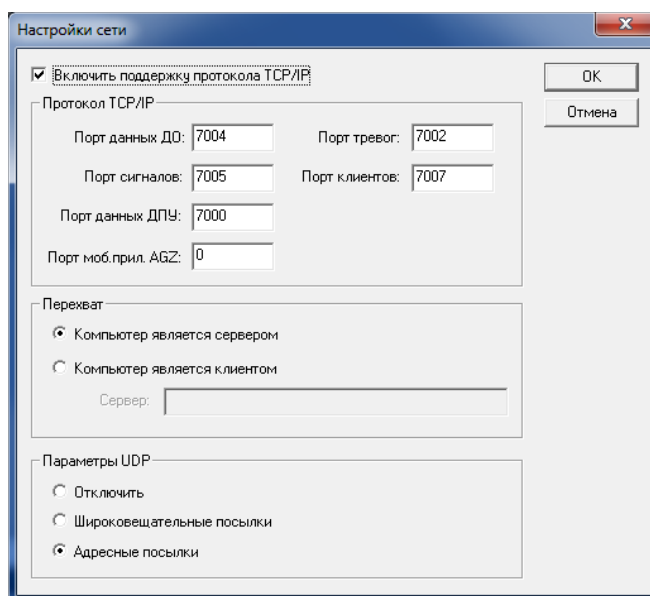 Настройки сети
Включить поддержку протокола TCP/IP
OK
Отмена
Протокол TCP/IP
Порт данных ДО: 7004
Порт тревог: 7002
Порт сигналов: 7005
Порт клиентов: 7007
Порт данных ДПУ: 7000
Порт моб.прил. AGZ: 0
Перехват
Компьютер является сервером
Компьютер является клиентом
Сервер:
Параметры UDP
Отключить
Широковещательные посылки
Адресные посылки